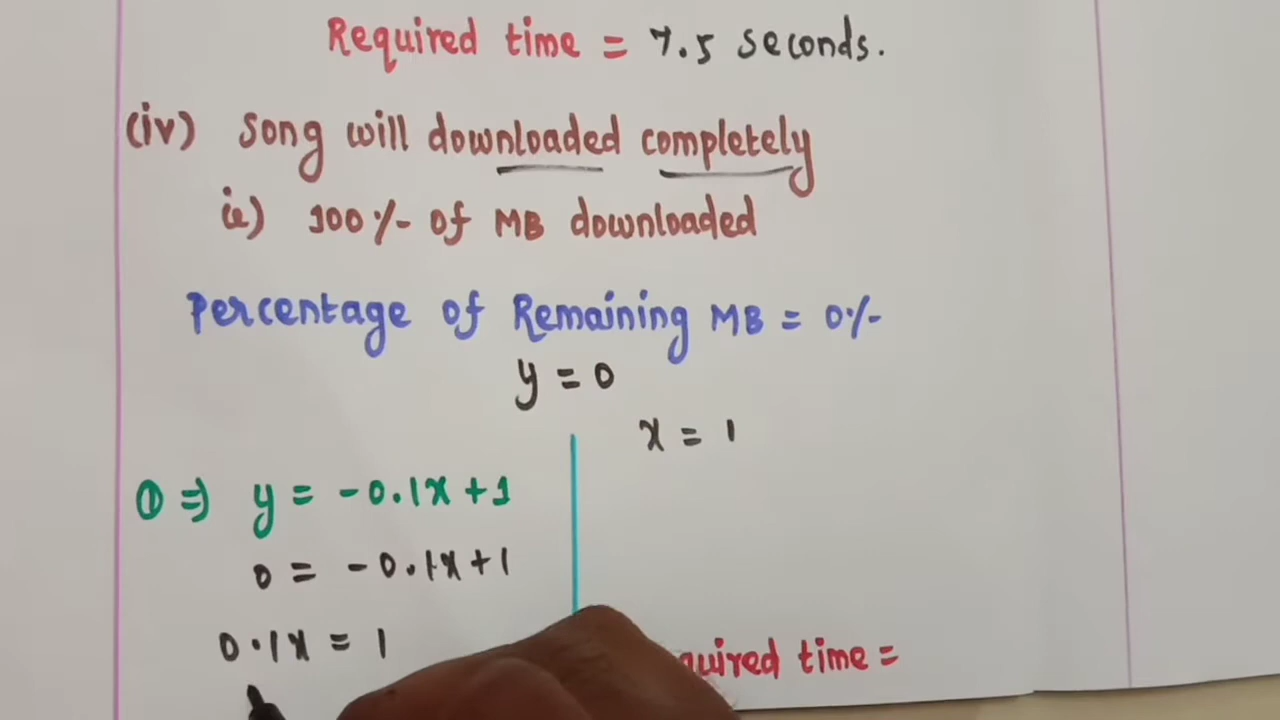 Required time = 7.5 seconds.
(iv) Song will downloaded completely
ie) 100% of MB downloaded
Percentage of Remaining MB = 0%
y = 0
x = 1
① ⇒ y = -0.1x + 1
0 = -0.1x + 1
0.1x = 1
time =